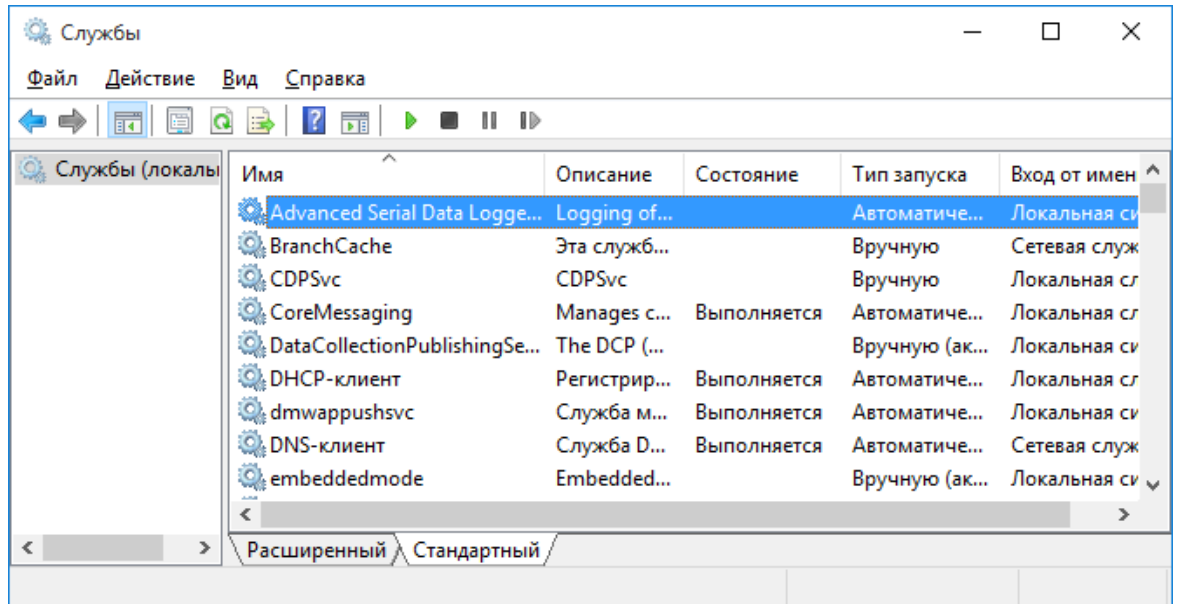 Службы
Файл Действие Вид Справка
Службы (локалы
Имя Описание Состояние Тип запуска Вход от имен
Advanced Serial Data Logge... Logging of... Автоматиче... Локальная си
BranchCache Эта служб... Вручную Сетевая служ
CDPSvc CDPSvc Вручную Локальная сл
CoreMessaging Manages c... Выполняется Автоматиче... Локальная сл
DataCollectionPublishingSe... The DCP (... Вручную (ак... Локальная си
DHCP-клиент Регистрир... Выполняется Автоматиче... Локальная сл
dmwappushsvc Служба м... Выполняется Автоматиче... Локальная си
DNS-клиент Служба D... Выполняется Автоматиче... Сетевая служ
embeddedmode Embedded... Вручную (ак... Локальная си
Расширенный Стандартный